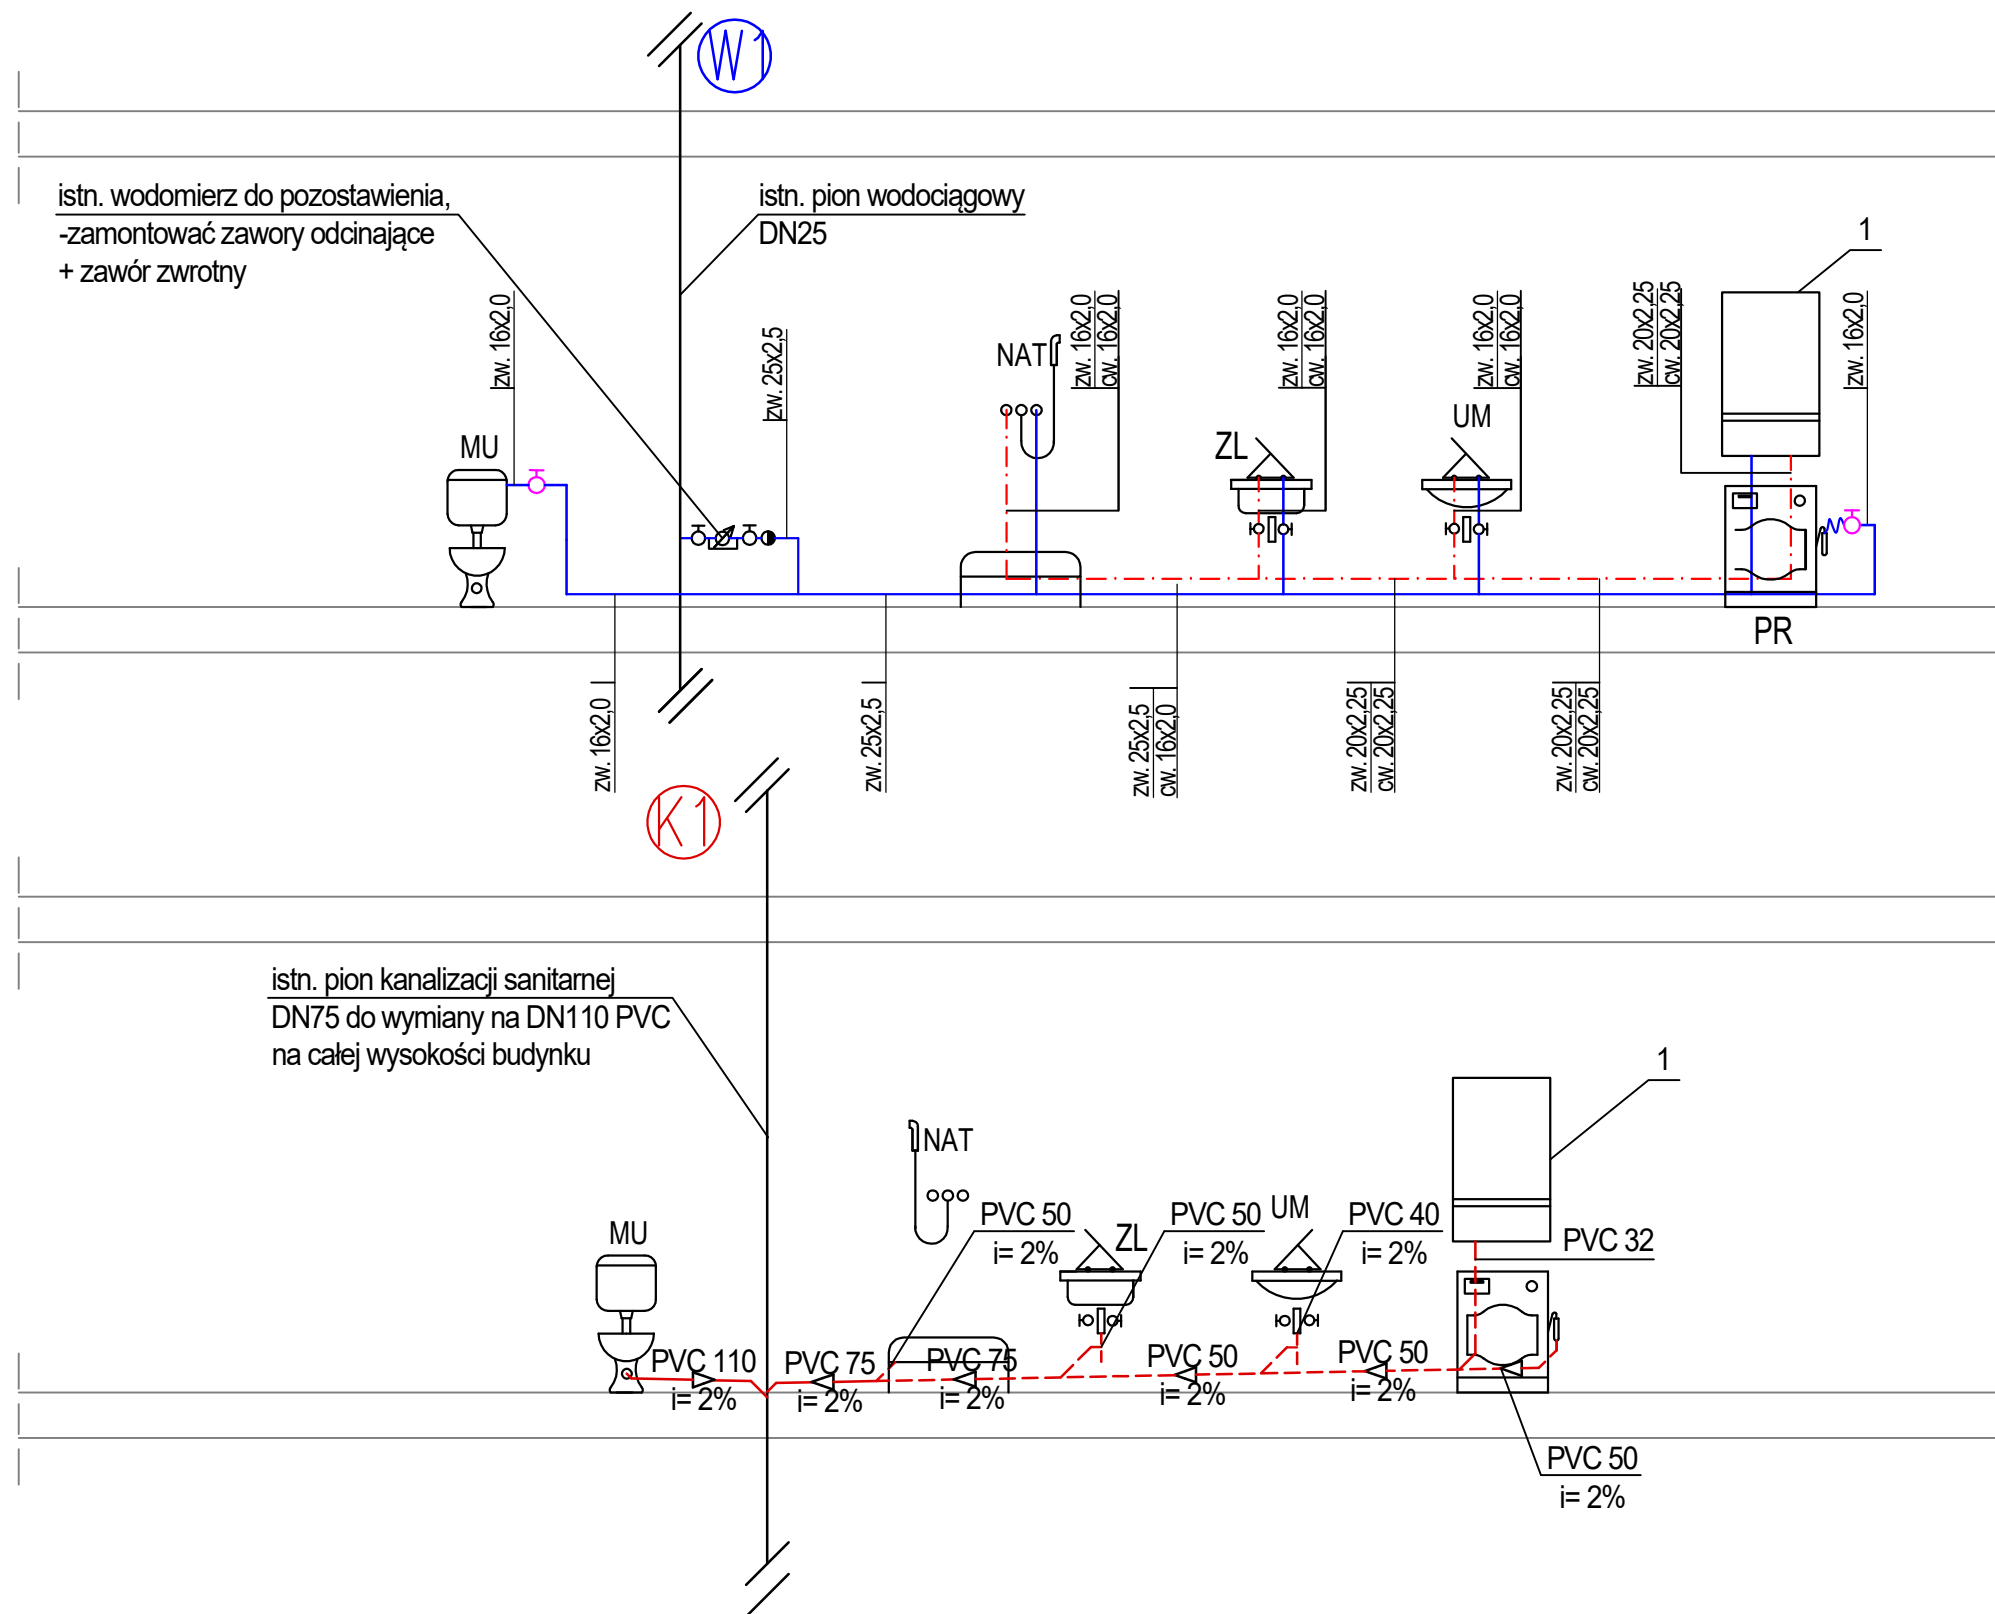 W1
istn. wodomierz do pozostawienia,
-zamontować zawory odcinające
+ zawór zwrotny
istn. pion wodociągowy
DN25
1
zw. 16x2,0
zw. 25x2,5
NAT
zw. 16x2,0
cw. 16x2,0
zw. 16x2,0
cw. 16x2,0
zw. 16x2,0
cw. 16x2,0
zw. 20x2,25
cw. 20x2,25
zw. 16x2,0
MU
ZL
UM
PR
zw. 16x2,0
zw. 25x2,5
zw. 25x2,5
cw. 16x2,0
zw. 20x2,25
cw. 20x2,25
zw. 20x2,25
cw. 20x2,25
K1
istn. pion kanalizacji sanitarnej
DN75 do wymiany na DN110 PVC
na całej wysokości budynku
1
NAT
MU
PVC 50
i= 2%
ZL
PVC 50
i= 2%
UM
PVC 40
i= 2%
PVC 32
PVC 110
i= 2%
PVC 75
i= 2%
PVC 75
i= 2%
PVC 50
i= 2%
PVC 50
i= 2%
PVC 50
i= 2%